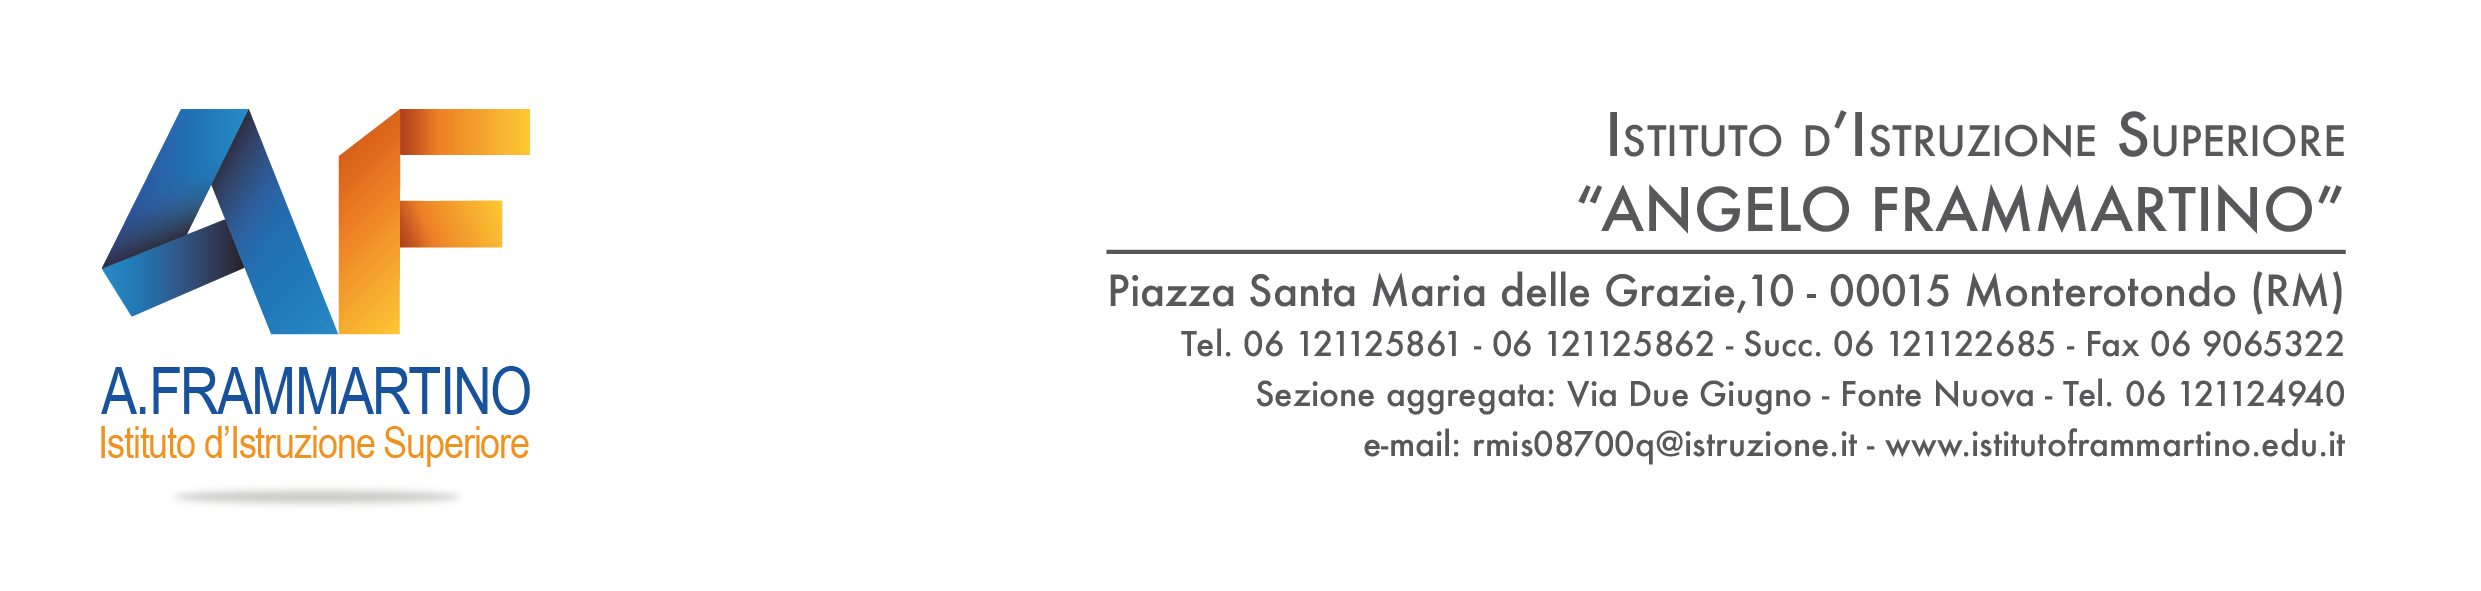 AF
A.FRAMMARTINO
Istituto d’Istruzione Superiore
Istituto d’Istruzione Superiore
“ANGELO FRAMMARTINO”
Piazza Santa Maria delle Grazie,10 - 00015 Monterotondo (RM)
Tel. 06 121125861 - 06 121125862 - Succ. 06 121122685 - Fax 06 9065322
Sezione aggregata: Via Due Giugno - Fonte Nuova - Tel. 06 121124940
e-mail: rmis08700q@istruzione.it - www.istitutoframmartino.edu.it